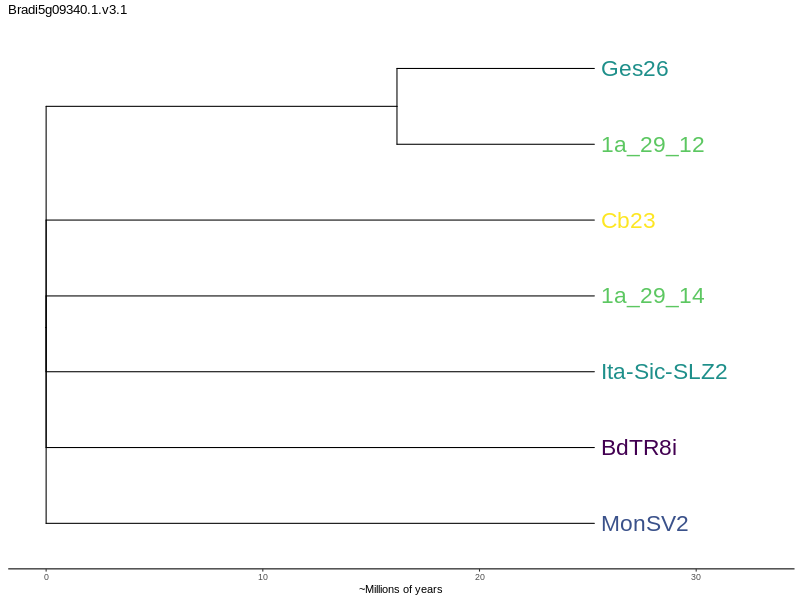 Bradi5g09340.1.v3.1
Ges26
1a_29_12
Cb23
1a_29_14
Ita-Sic-SLZ2
BdTR8i
MonSV2
0 10 20 30
~Millions of years